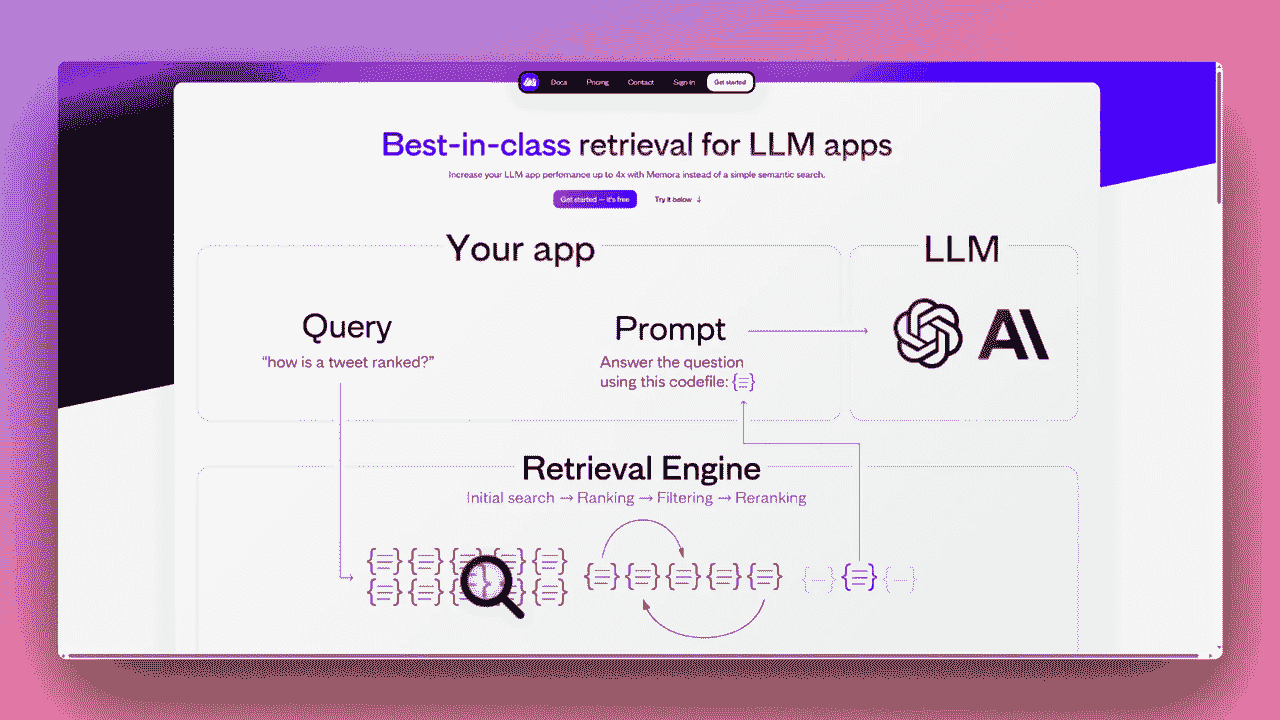 Docs Pricing Contact Sign in Get started
Best-in-class retrieval for LLM apps
Increase your LLM app perfomance up to 4x with Memora instead of a simple semantic search.
Get started — it's free Try it below ↓
Your app
LLM
Query
Prompt
AI
“how is a tweet ranked?”
Answer the question
using this codefile: {=}
Retrieval Engine
Initial search → Ranking → Filtering → Reranking